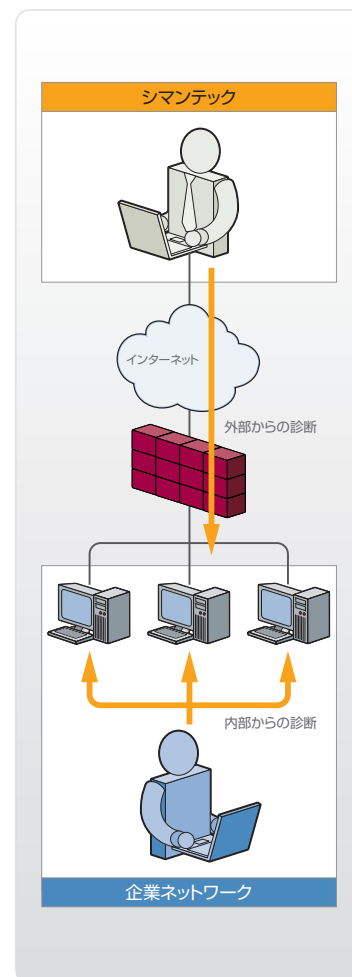 シマンテック
インターネット
外部からの診断
内部からの診断
企業ネットワーク